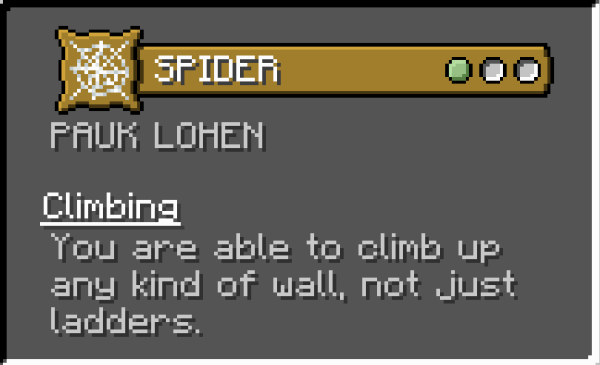 SPIDER
PAUK LOHEN
Climbing
You are able to climb up
any kind of wall, not just
ladders.